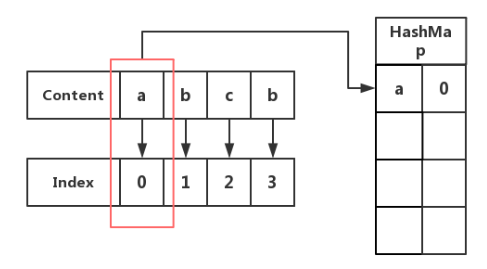 HashMa
p
Content a b c b
a 0
Index 0 1 2 3